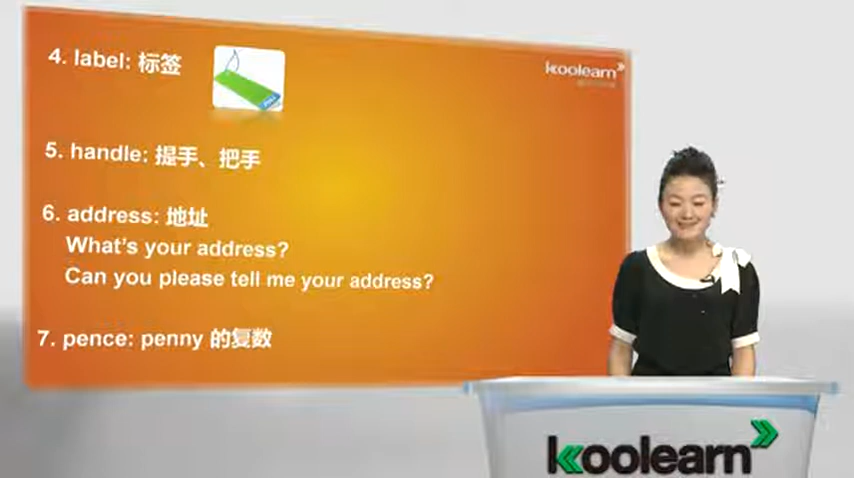 4. label: 标签
koolearn
5. handle: 提手、把手
6. address: 地址
What's your address?
Can you please tell me your address?
7. pence: penny 的复数
koolearn